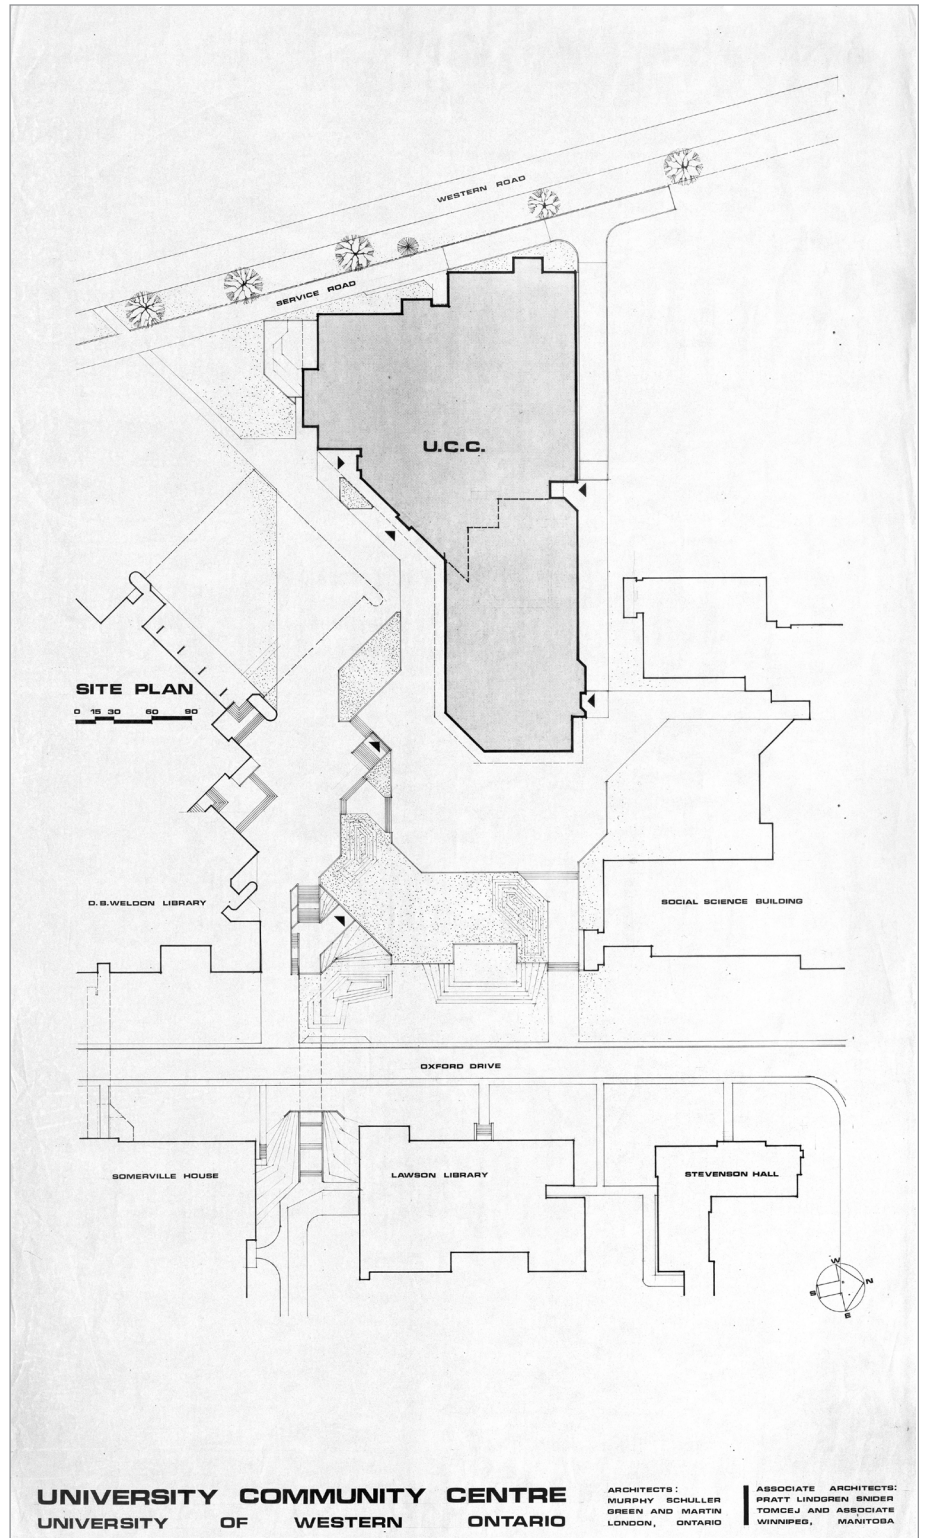 WESTERN ROAD
SERVICE ROAD
U.C.C.
SITE PLAN
0 15 30 60 90
D.B.WELDON LIBRARY
SOCIAL SCIENCE BUILDING
OXFORD DRIVE
SOMERVILLE HOUSE
LAWSON LIBRARY
STEVENSON HALL
W
N
S
E
UNIVERSITY COMMUNITY CENTRE
UNIVERSITY OF WESTERN ONTARIO
ARCHITECTS :
MURPHY SCHULLER
GREEN AND MARTIN
LONDON, ONTARIO
ASSOCIATE ARCHITECTS:
PRATT LINDGREN SNIDER
TOMCEJ AND ASSOCIATE
WINNIPEG, MANITOBA